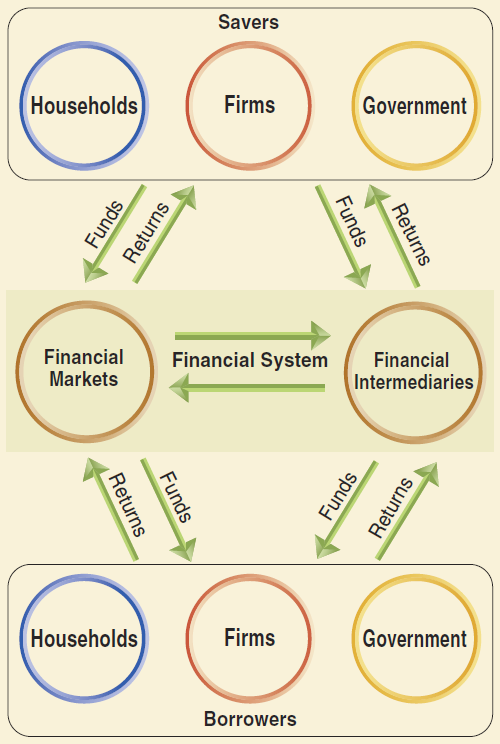 Savers
Households
Firms
Government
Funds
Returns
Funds
Returns
Financial
Markets
Financial System
Financial
Intermediaries
Returns
Funds
Funds
Returns
Households
Firms
Government
Borrowers